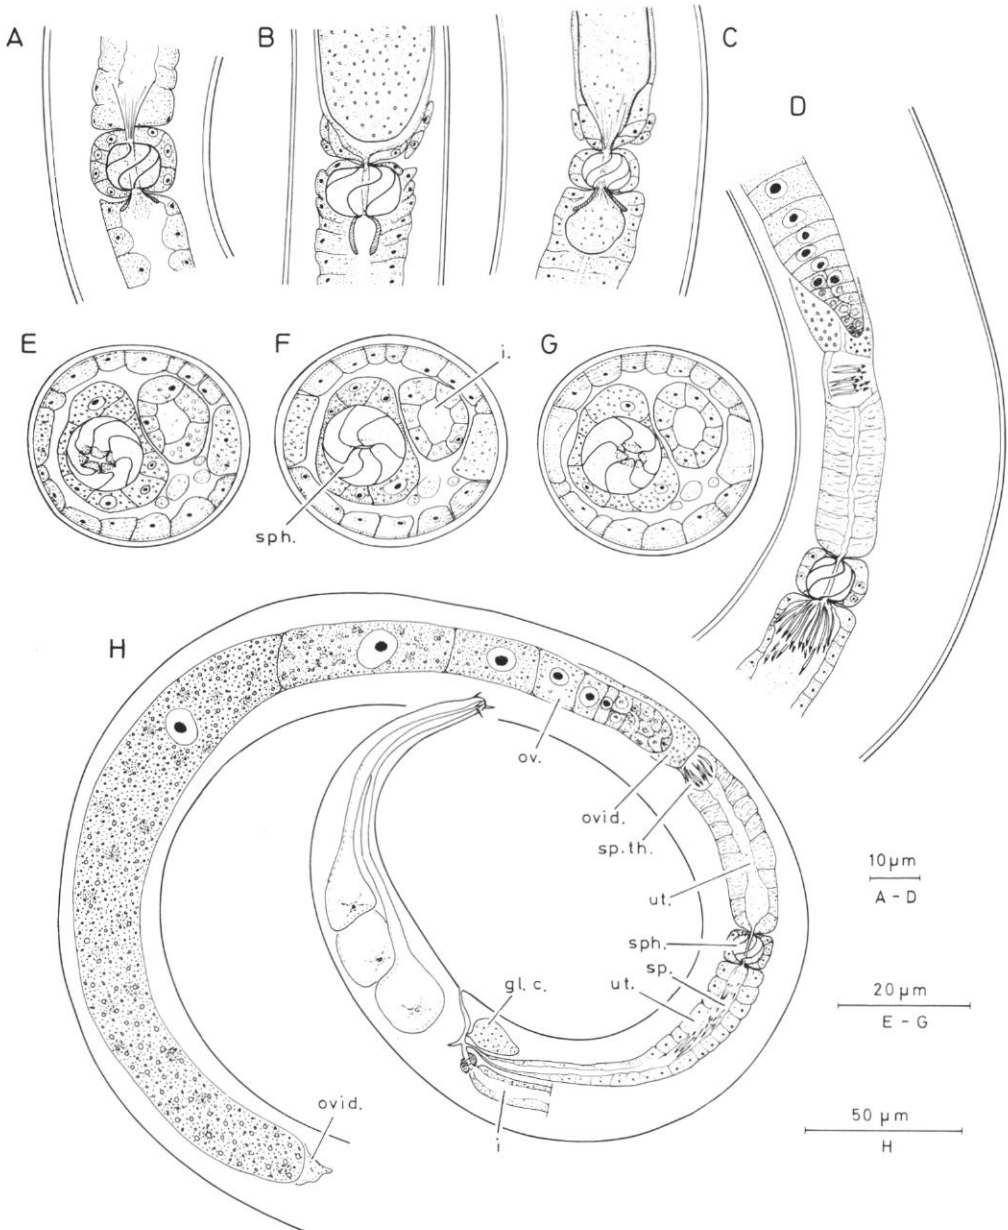 A
B
C
D
E
F
i.
G
sph.
H
ov.
ovid.
sp.th.
10 µm
A - D
ut.
sph.
sp.
ut.
gl. c.
20 µm
E - G
ovid.
i
50 µm
H